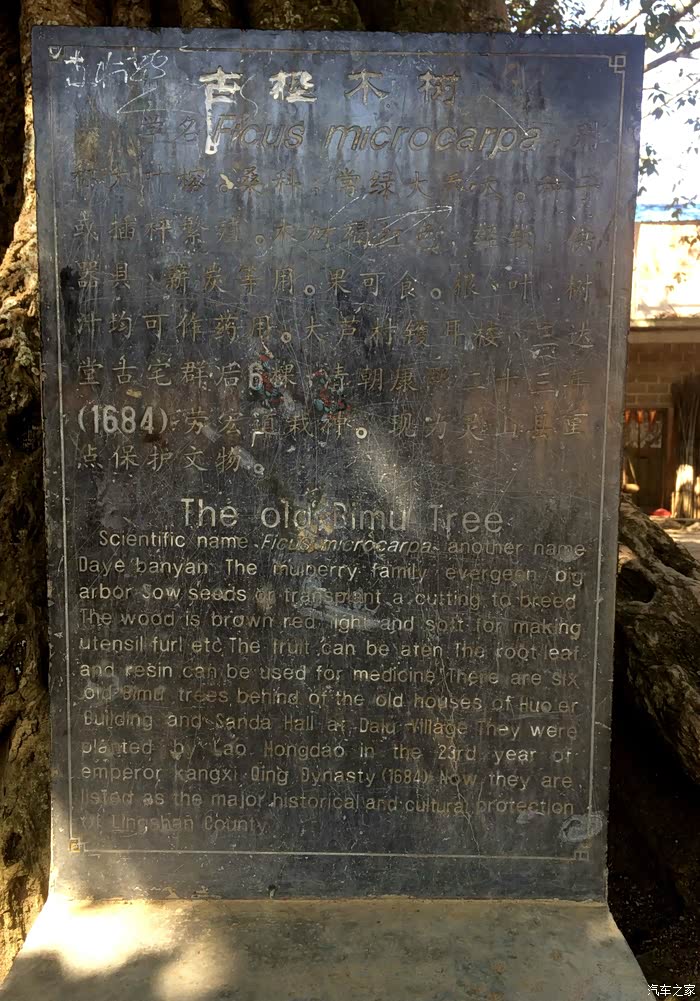 古枇木树
学名Ficus microcarpa
榕 桑科 常绿大乔木。 子
或插杆繁殖。木材褐红色、轻软、供
器具、薪炭等用。果可食。根、叶、树
汁均可作药用。大芦村镬耳楼、三达
堂古宅群后6棵 清朝康熙二十三年
(1684) 劳宏道栽种。现为灵山县重
点保护文物。
The old Bimu Tree
Scientific name Ficus microcarpa another name
Daye banyan The mulberry family evergeen big
arbor Sow seeds or transplant a cutting to breed
The wood is brown red light and soft for making
utensil furl etc The fruit can be aten The root leaf
and resin can be used for medicine There are six
old Bimu trees behind of the old houses of Huo er
Building and Sanda Hall at Dalu Village They were
planted by Lao Hongdao in the 23rd year of
emperor kangxi Qing Dynasty (1684) Now they are
listed as the major historical and cultural protection
of Lingshan County
汽车之家